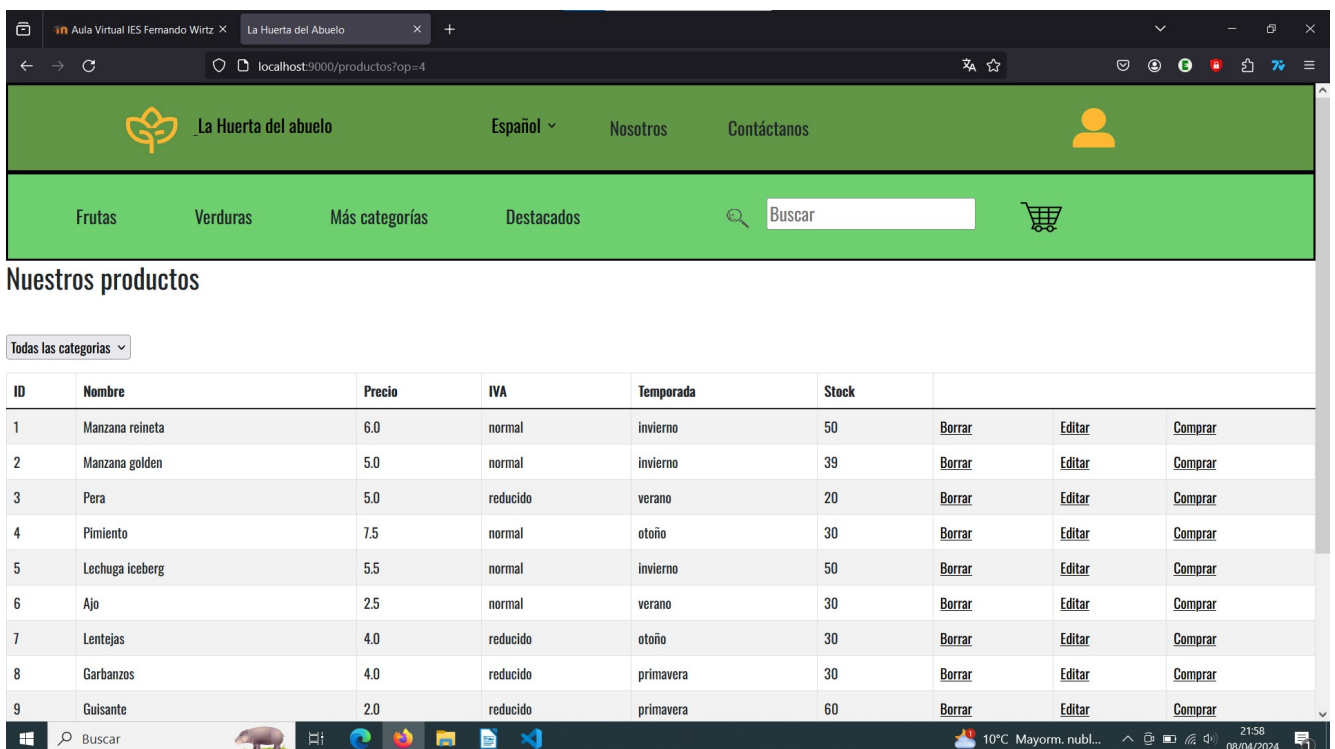 Aula Virtual IES Fernando Wirtz
La Huerta del Abuelo
localhost:9000/productos?op=4
La Huerta del abuelo
Español
Nosotros
Contáctanos
Frutas
Verduras
Más categorías
Destacados
Buscar
Nuestros productos
Todas las categorias
ID Nombre Precio IVA Temporada Stock
1 Manzana reineta 6.0 normal invierno 50 Borrar Editar Comprar
2 Manzana golden 5.0 normal invierno 39 Borrar Editar Comprar
3 Pera 5.0 reducido verano 20 Borrar Editar Comprar
4 Pimiento 7.5 normal otoño 30 Borrar Editar Comprar
5 Lechuga iceberg 5.5 normal invierno 50 Borrar Editar Comprar
6 Ajo 2.5 normal verano 30 Borrar Editar Comprar
7 Lentejas 4.0 reducido otoño 30 Borrar Editar Comprar
8 Garbanzos 4.0 reducido primavera 30 Borrar Editar Comprar
9 Guisante 2.0 reducido primavera 60 Borrar Editar Comprar
Buscar
10°C Mayorm. nubl...
21:58
08/04/2024